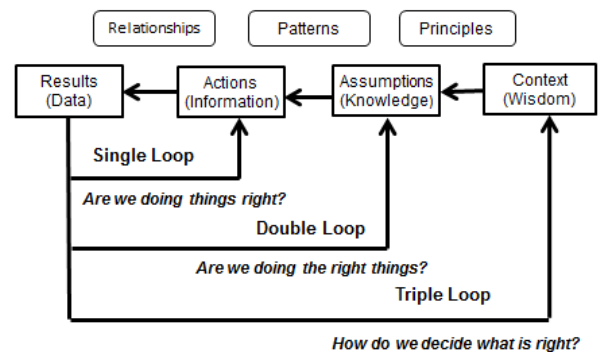 Relationships
Patterns
Principles
Results
(Data)
Actions
(Information)
Assumptions
(Knowledge)
Context
(Wisdom)
Single Loop
Are we doing things right?
Double Loop
Are we doing the right things?
Triple Loop
How do we decide what is right?